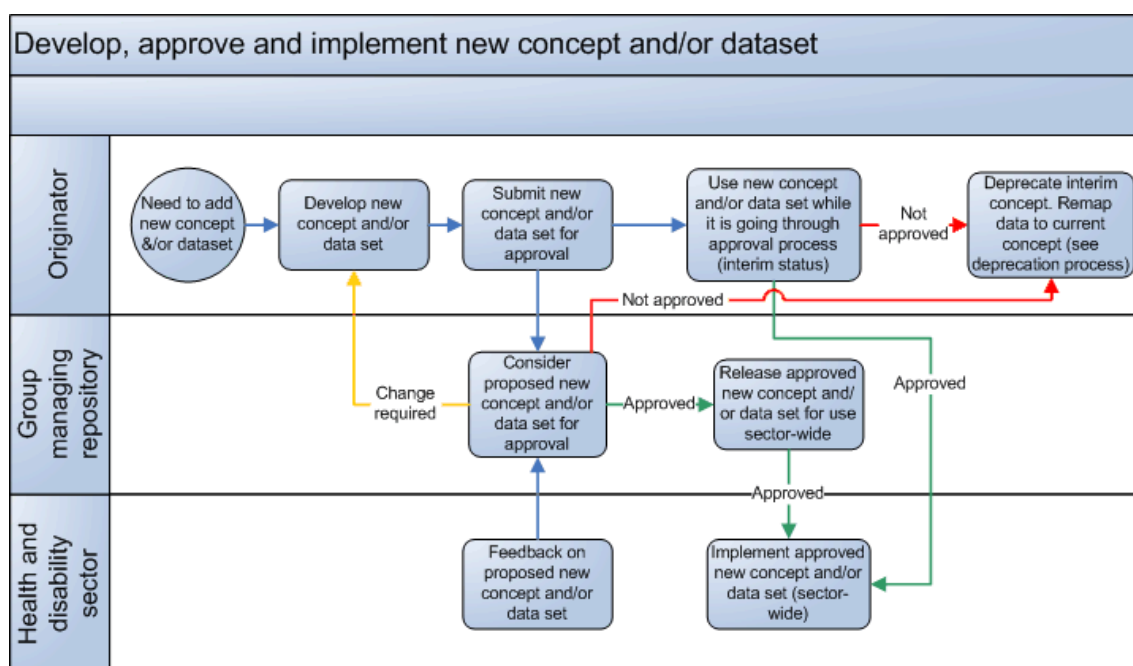 Develop, approve and implement new concept and/or dataset
Originator
Need to add
new concept
&/or dataset
Develop new
concept and/or
data set
Submit new
concept and/or
data set for
approval
Use new concept
and/or data set while
it is going through
approval process
(interim status)
Not
approved
Deprecate interim
concept. Remap
data to current
concept (see
deprecation process)
Not approved
Group
managing
repository
Change
required
Consider
proposed new
concept and/or
data set for
approval
Approved
Release approved
new concept and/
or data set for use
sector-wide
Approved
Approved
Health and
disability
sector
Feedback on
proposed new
concept and/or
data set
Implement approved
new concept and/or
data set (sector-
wide)